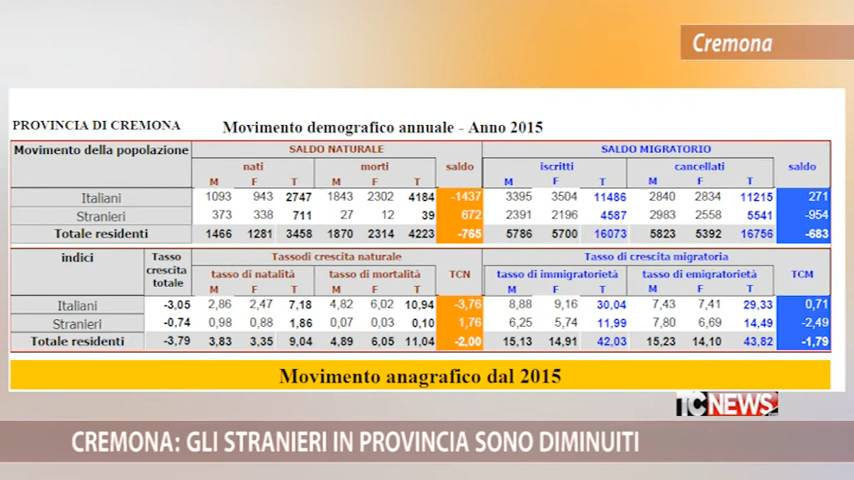 Cremona
PROVINCIA DI CREMONA Movimento demografico annuale - Anno 2015
Movimento della popolazione SALDO NATURALE SALDO MIGRATORIO
nati morti saldo iscritti cancellati saldo
M F T M F T M F T M F T
Italiani 1093 943 2747 1843 2302 4184 -1437 3395 3504 11486 2840 2834 11215 271
Stranieri 373 338 711 27 12 39 672 2391 2196 4587 2983 2558 5541 -954
Totale residenti 1466 1281 3458 1870 2314 4223 -765 5786 5700 16073 5823 5392 16756 -683
indici Tasso crescita totale Tassodi crescita naturale Tasso di crescita migratoria
tasso di natalità tasso di mortalità TCN tasso di immigratorietà tasso di emigratorietà TCM
M F T M F T M F T M F T
Italiani -3,05 2,86 2,47 7,18 4,82 6,02 10,94 -3,76 8,88 9,16 30,04 7,43 7,41 29,33 0,71
Stranieri -0,74 0,98 0,88 1,86 0,07 0,03 0,10 1,76 6,25 5,74 11,99 7,80 6,69 14,49 -2,49
Totale residenti -3,79 3,83 3,35 9,04 4,89 6,05 11,04 -2,00 15,13 14,91 42,03 15,23 14,10 43,82 -1,79
Movimento anagrafico dal 2015
TCNEWS
CREMONA: GLI STRANIERI IN PROVINCIA SONO DIMINUITI